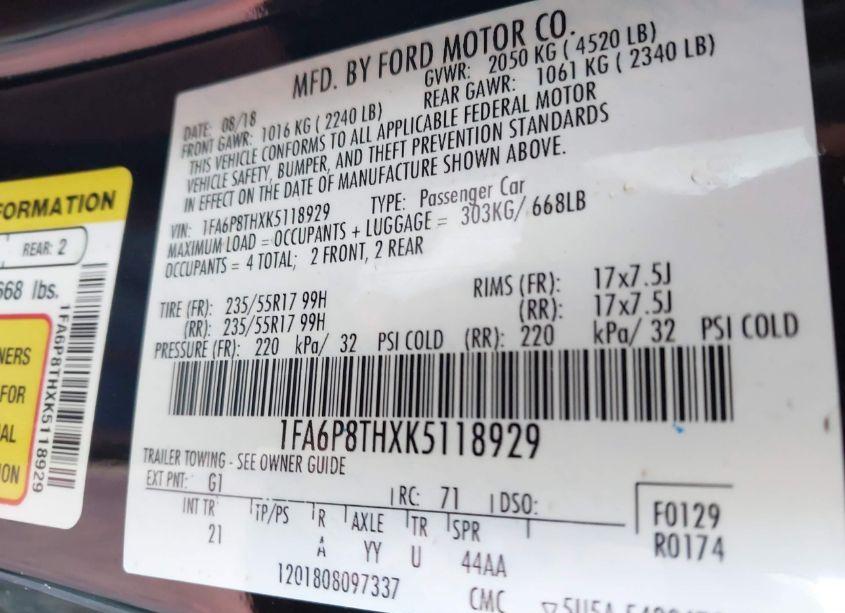 MFD. BY FORD MOTOR CO.
DATE: 08/18 GVWR: 2050 KG ( 4520 LB)
FRONT GAWR: 1016 KG ( 2240 LB) REAR GAWR: 1061 KG ( 2340 LB)
THIS VEHICLE CONFORMS TO ALL APPLICABLE FEDERAL MOTOR
VEHICLE SAFETY, BUMPER, AND THEFT PREVENTION STANDARDS
IN EFFECT ON THE DATE OF MANUFACTURE SHOWN ABOVE.
VIN: 1FA6P8THXK5118929 TYPE: Passenger Car
MAXIMUM LOAD = OCCUPANTS + LUGGAGE = 303KG/ 668LB
OCCUPANTS = 4 TOTAL; 2 FRONT, 2 REAR
TIRE (FR): 235/55R17 99H RIMS (FR): 17x7.5J
(RR): 235/55R17 99H (RR): 17x7.5J
PRESSURE (FR): 220 kPa/ 32 PSI COLD (RR): 220 kPa/ 32 PSI COLD
1FA6P8THXK5118929
TRAILER TOWING - SEE OWNER GUIDE
EXT PNT: G1 RC: 71 DSO:
INT TR TP/PS R AXLE TR SPR
21 A YY U 44AA
F0129
R0174
1201808097337
CMC
FORMATION
REAR: 2
668 lbs.
1FA6P8THXK5118929
NERS
FOR
AL
ION